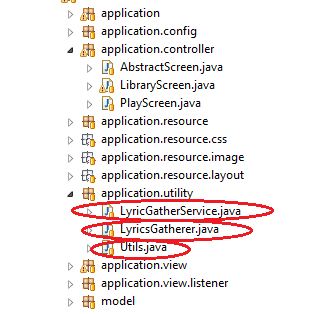 application
application.config
application.controller
AbstractScreen.java
LibraryScreen.java
PlayScreen.java
application.resource
application.resource.css
application.resource.image
application.resource.layout
application.utility
LyricGatherService.java
LyricsGatherer.java
Utils.java
application.view
application.view.listener
model